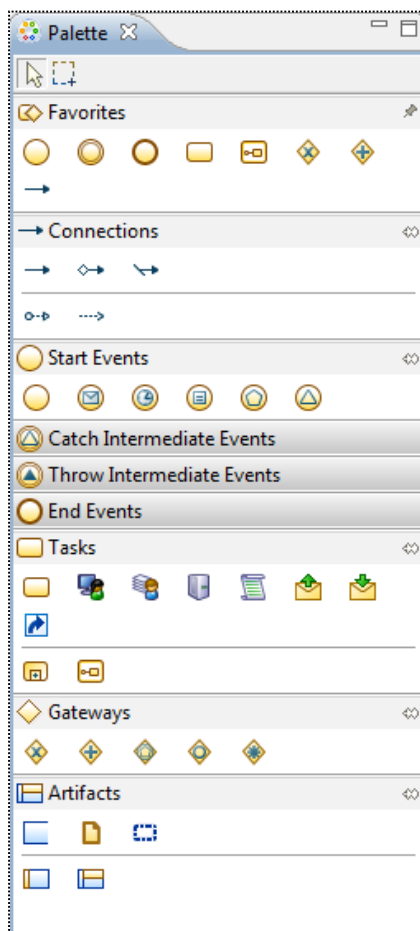 Palette
Favorites
Connections
Start Events
Catch Intermediate Events
Throw Intermediate Events
End Events
Tasks
Gateways
Artifacts